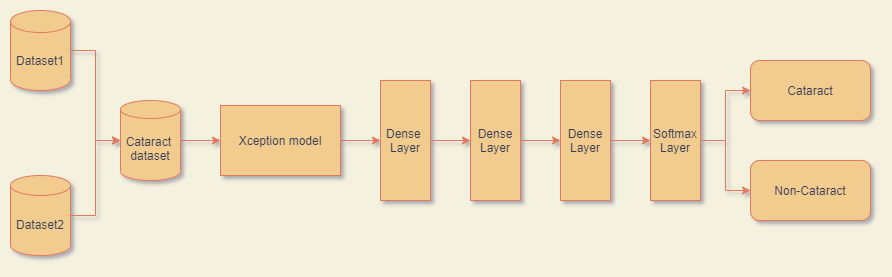 Dataset1
Dataset2
Cataract
dataset
Xception model
Dense
Layer
Dense
Layer
Dense
Layer
Softmax
Layer
Cataract
Non-Cataract